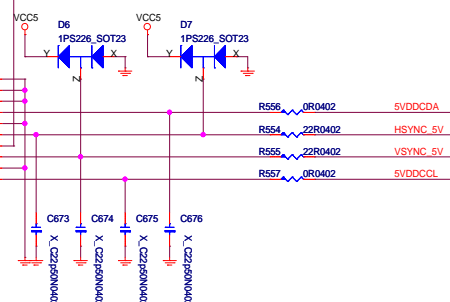 VCC5
D6
1PS226_SOT23
Y
X
Z
VCC5
D7
1PS226_SOT23
Y
X
Z
R556 0R0402 5VDDCDA
R554 22R0402 HSYNC_5V
R555 22R0402 VSYNC_5V
R557 0R0402 5VDDCCL
C673
X_C22p50N040
C674
X_C22p50N040
C675
X_C22p50N040
C676
X_C22p50N040